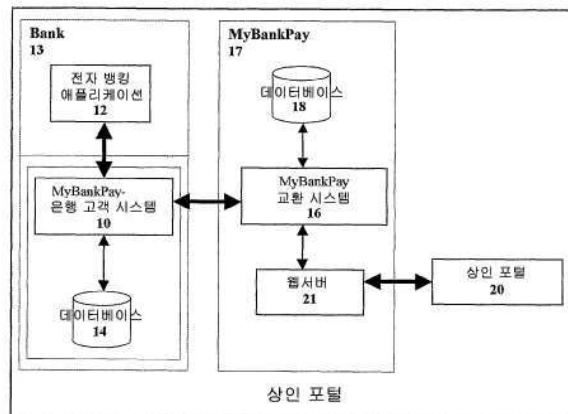 Bank
13
전자 뱅킹
애플리케이션
12
MyBankPay-
은행 고객 시스템
10
데이터베이스
14
MyBankPay
17
데이터베이스
18
MyBankPay
교환 시스템
16
웹서버
21
상인 포털
20
상인 포털